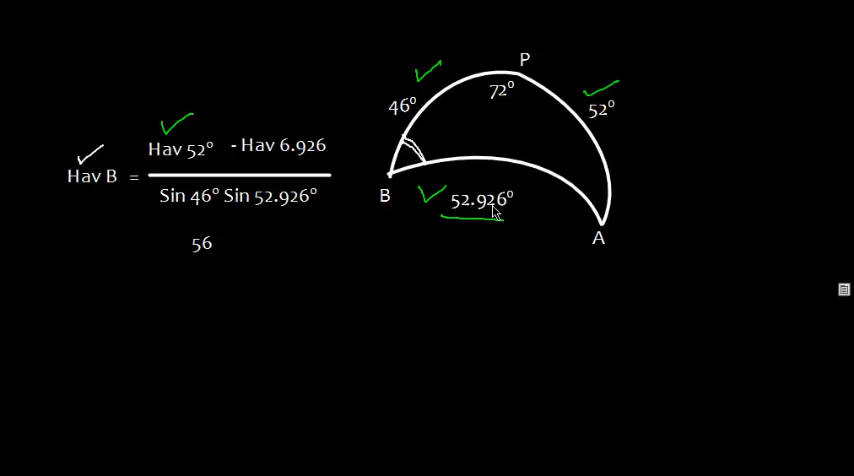 P
72°
46°
52°
Hav 52° - Hav 6.926
Hav B =
Sin 46° Sin 52.926°
B
52.926°
A
56